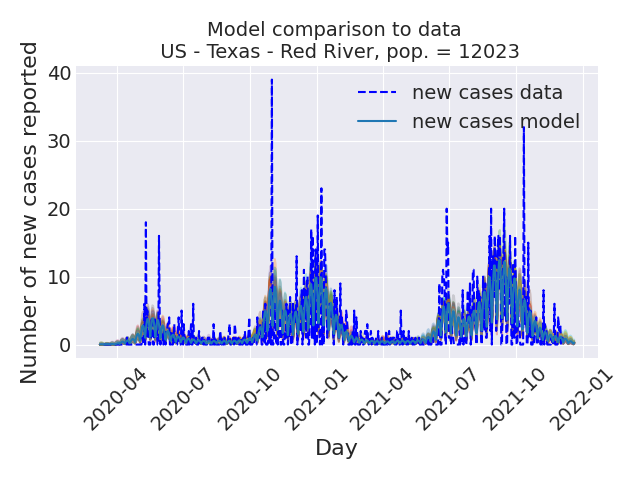 Model comparison to data
US - Texas - Red River, pop. = 12023
Number of new cases reported
40
30
20
10
0
new cases data
new cases model
2020-04
2020-07
2020-10
2021-01
2021-04
2021-07
2021-10
2022-01
Day